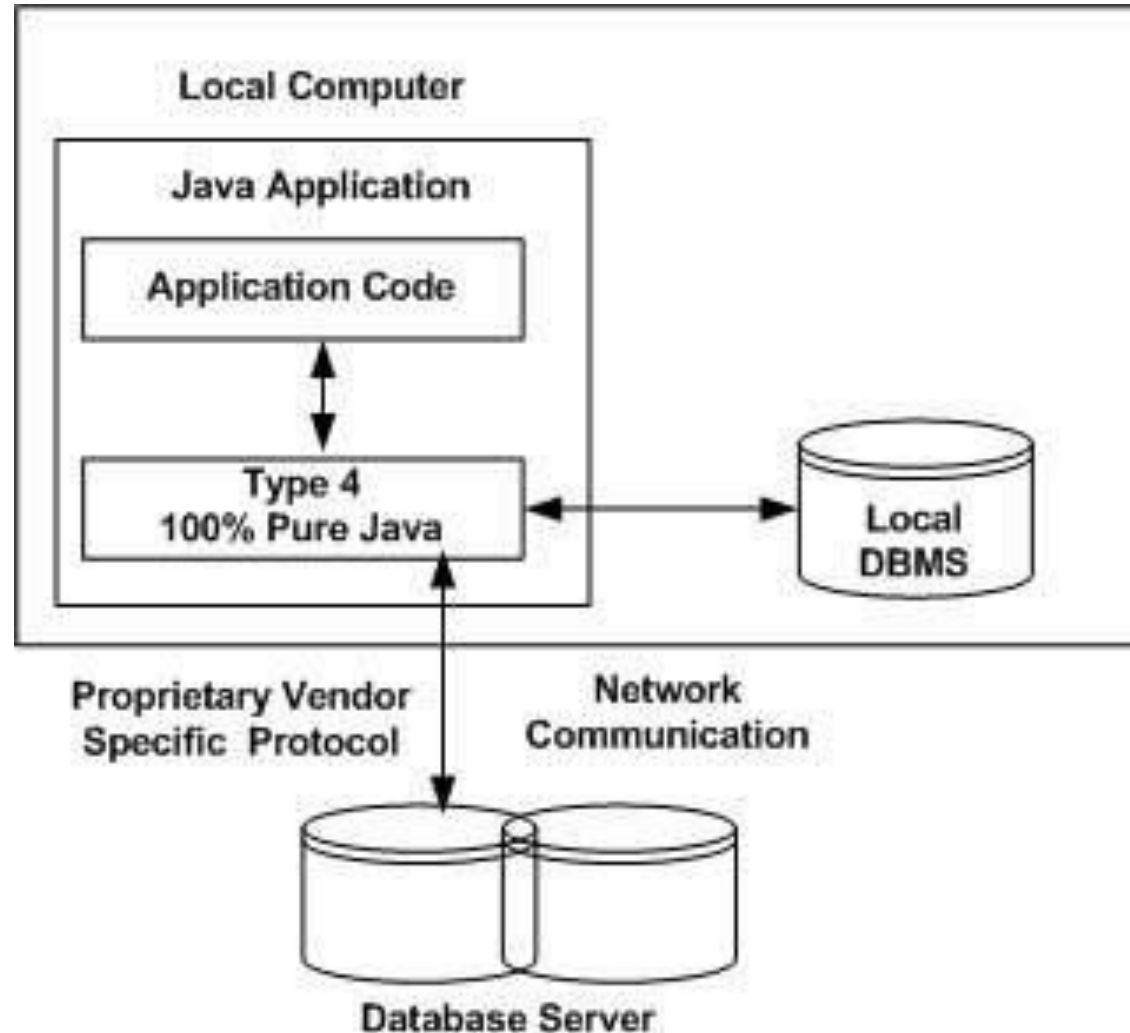 Local Computer
Java Application
Application Code
Type 4
100% Pure Java
Local
DBMS
Proprietary Vendor
Specific Protocol
Network
Communication
Database Server